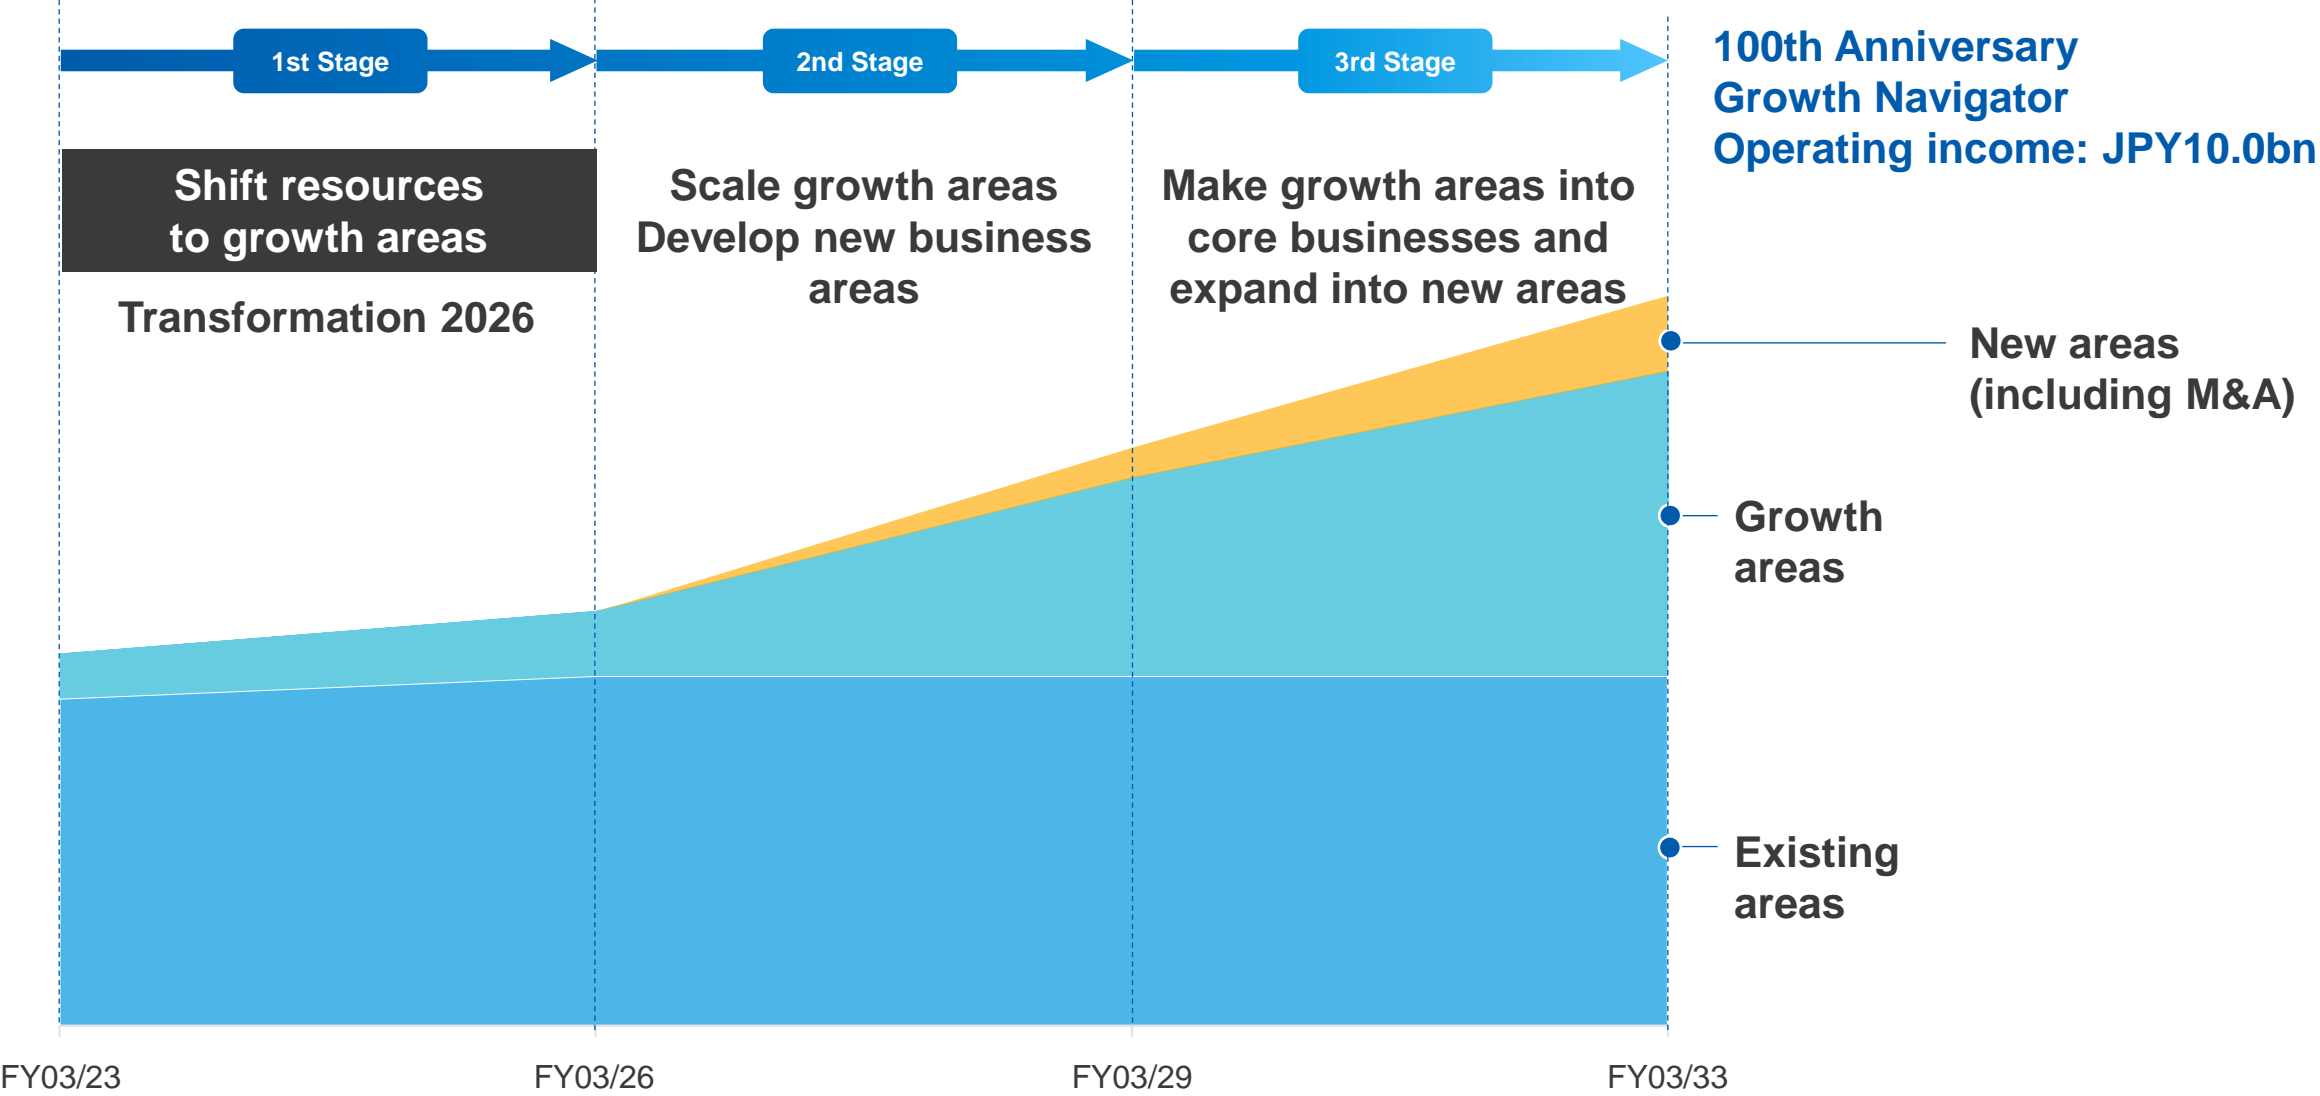 1st Stage
2nd Stage
3rd Stage
100th Anniversary
Growth Navigator
Operating income: JPY10.0bn
Shift resources
to growth areas
Transformation 2026
Scale growth areas
Develop new business
areas
Make growth areas into
core businesses and
expand into new areas
New areas
(including M&A)
Growth
areas
Existing
areas
FY03/23
FY03/26
FY03/29
FY03/33